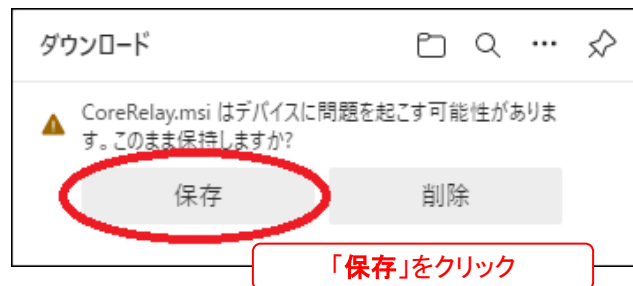 ダウンロード
CoreRelay.msi はデバイスに問題を起こす可能性がありま
す。このまま保持しますか?
保存
削除
「保存」をクリック